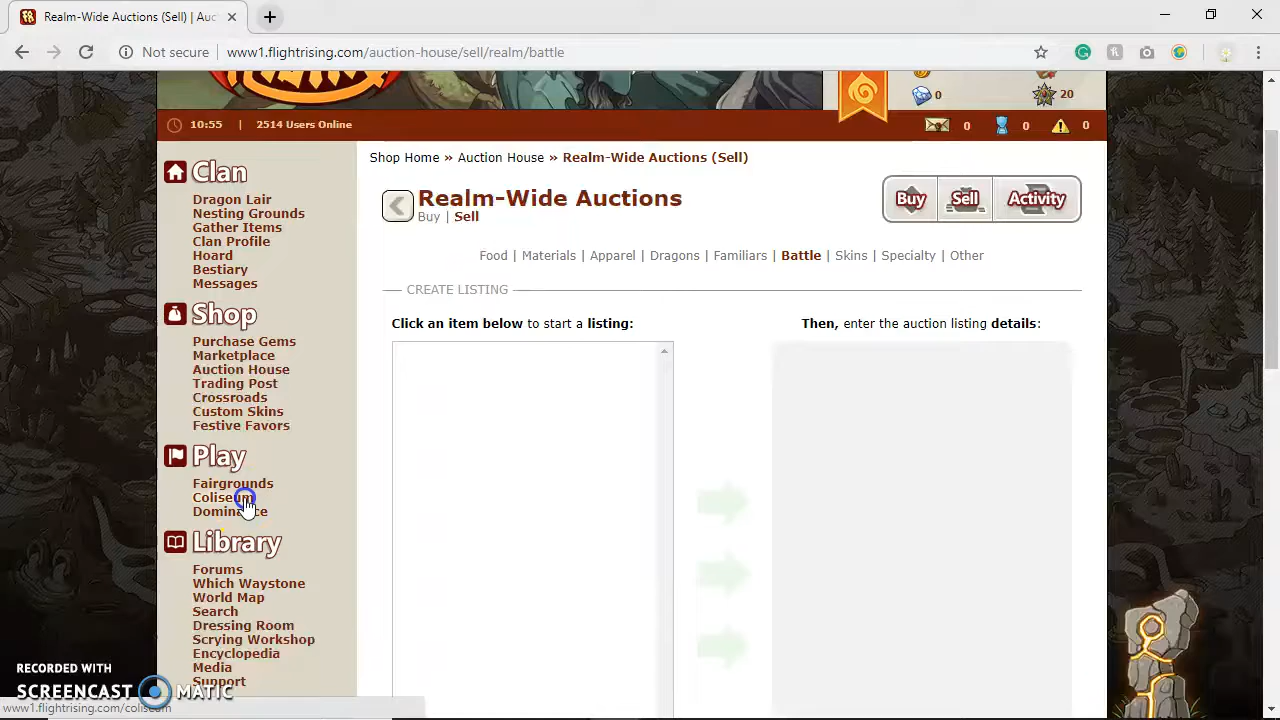 Realm-Wide Auctions (Sell) | Auc
Not secure
www1.flightrising.com/auction-house/sell/realm/battle
0
20
10:55 | 2514 Users Online
0
0
0
Clan
Dragon Lair
Nesting Grounds
Gather Items
Clan Profile
Hoard
Bestiary
Messages
Shop
Purchase Gems
Marketplace
Auction House
Trading Post
Crossroads
Custom Skins
Festive Favors
Play
Fairgrounds
Coliseum
Dominance
Library
Forums
Which Waystone
World Map
Search
Dressing Room
Scrying Workshop
Encyclopedia
Media
Support
Shop Home » Auction House » Realm-Wide Auctions (Sell)
Realm-Wide Auctions
Buy | Sell
Buy
Sell
Activity
Food | Materials | Apparel | Dragons | Familiars | Battle | Skins | Specialty | Other
CREATE LISTING
Click an item below to start a listing:
Then, enter the auction listing details:
RECORDED WITH
SCREENCAST MATIC
www1.flightrising.com/coliseum